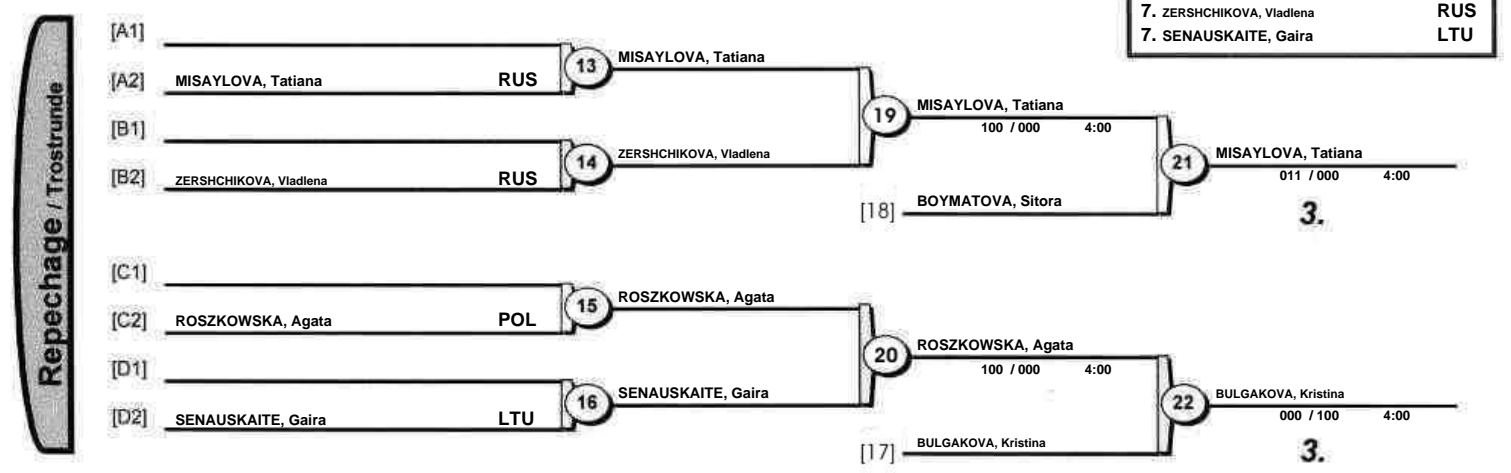 7. ZERSHCHIKOVA, Vladlena RUS
7. SENAUSKAITE, Gaira LTU
Repechage / Trostrunde
[A1]
[A2] MISAYLOVA, Tatiana RUS
13 MISAYLOVA, Tatiana
[B1]
[B2] ZERSHCHIKOVA, Vladlena RUS
14 ZERSHCHIKOVA, Vladlena
19 MISAYLOVA, Tatiana
100 / 000 4:00
[18] BOYMATOVA, Sitora
21 MISAYLOVA, Tatiana
011 / 000 4:00
3.
[C1]
[C2] ROSZKOWSKA, Agata POL
15 ROSZKOWSKA, Agata
[D1]
[D2] SENAUSKAITE, Gaira LTU
16 SENAUSKAITE, Gaira
20 ROSZKOWSKA, Agata
100 / 000 4:00
[17] BULGAKOVA, Kristina
22 BULGAKOVA, Kristina
000 / 100 4:00
3.